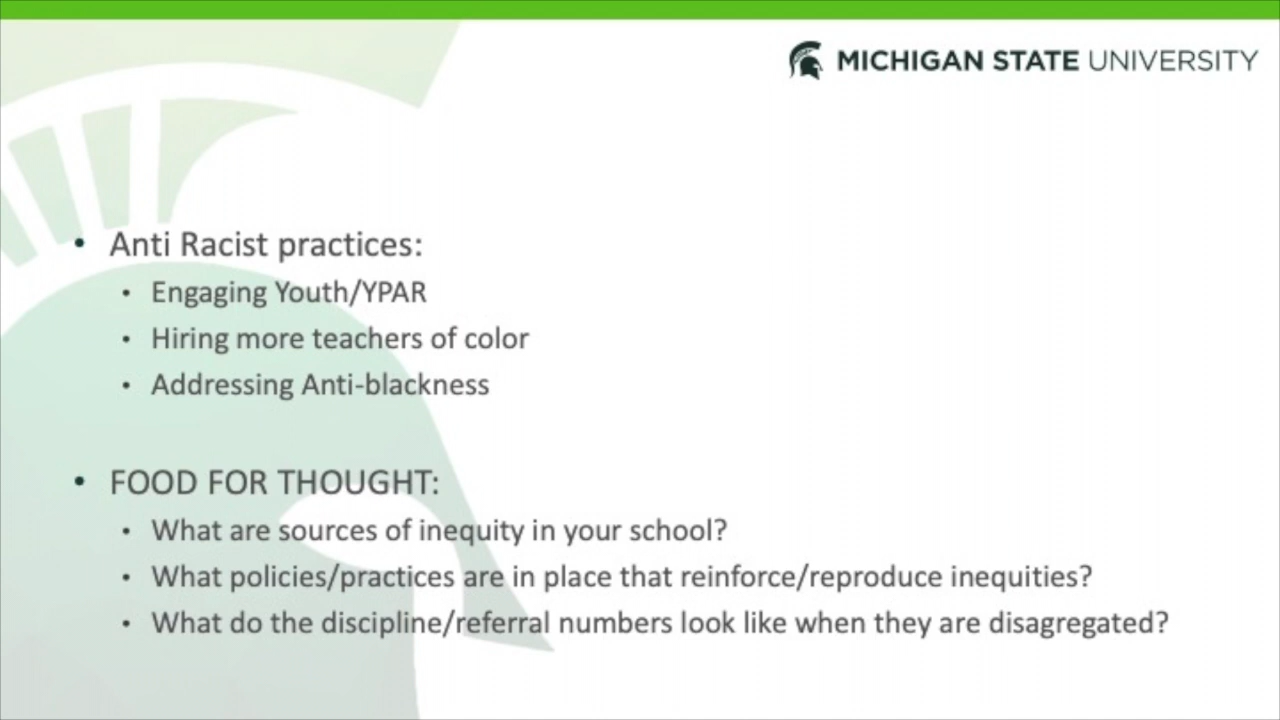 MICHIGAN STATE UNIVERSITY
• Anti Racist practices:
• Engaging Youth/YPAR
• Hiring more teachers of color
• Addressing Anti-blackness
• FOOD FOR THOUGHT:
• What are sources of inequity in your school?
• What policies/practices are in place that reinforce/reproduce inequities?
• What do the discipline/referral numbers look like when they are disagregated?